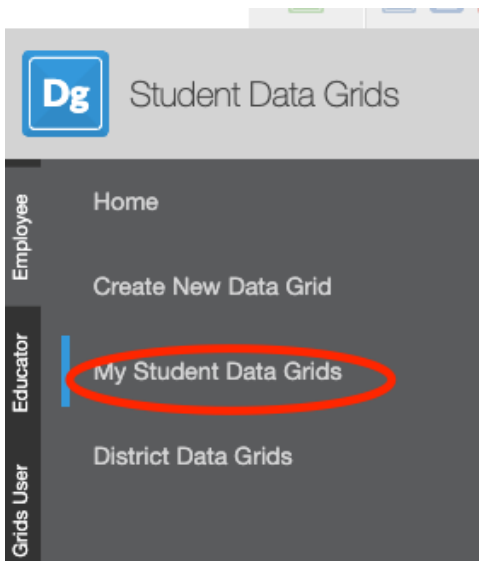 Dg Student Data Grids
Employee
Home
Create New Data Grid
Educator
My Student Data Grids
District Data Grids
Grids User